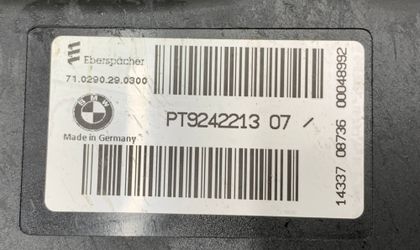 Eberspächer
71.0290.29.0300
BMW
Made in Germany
PT9242213 07 /
14337 08736 00048992